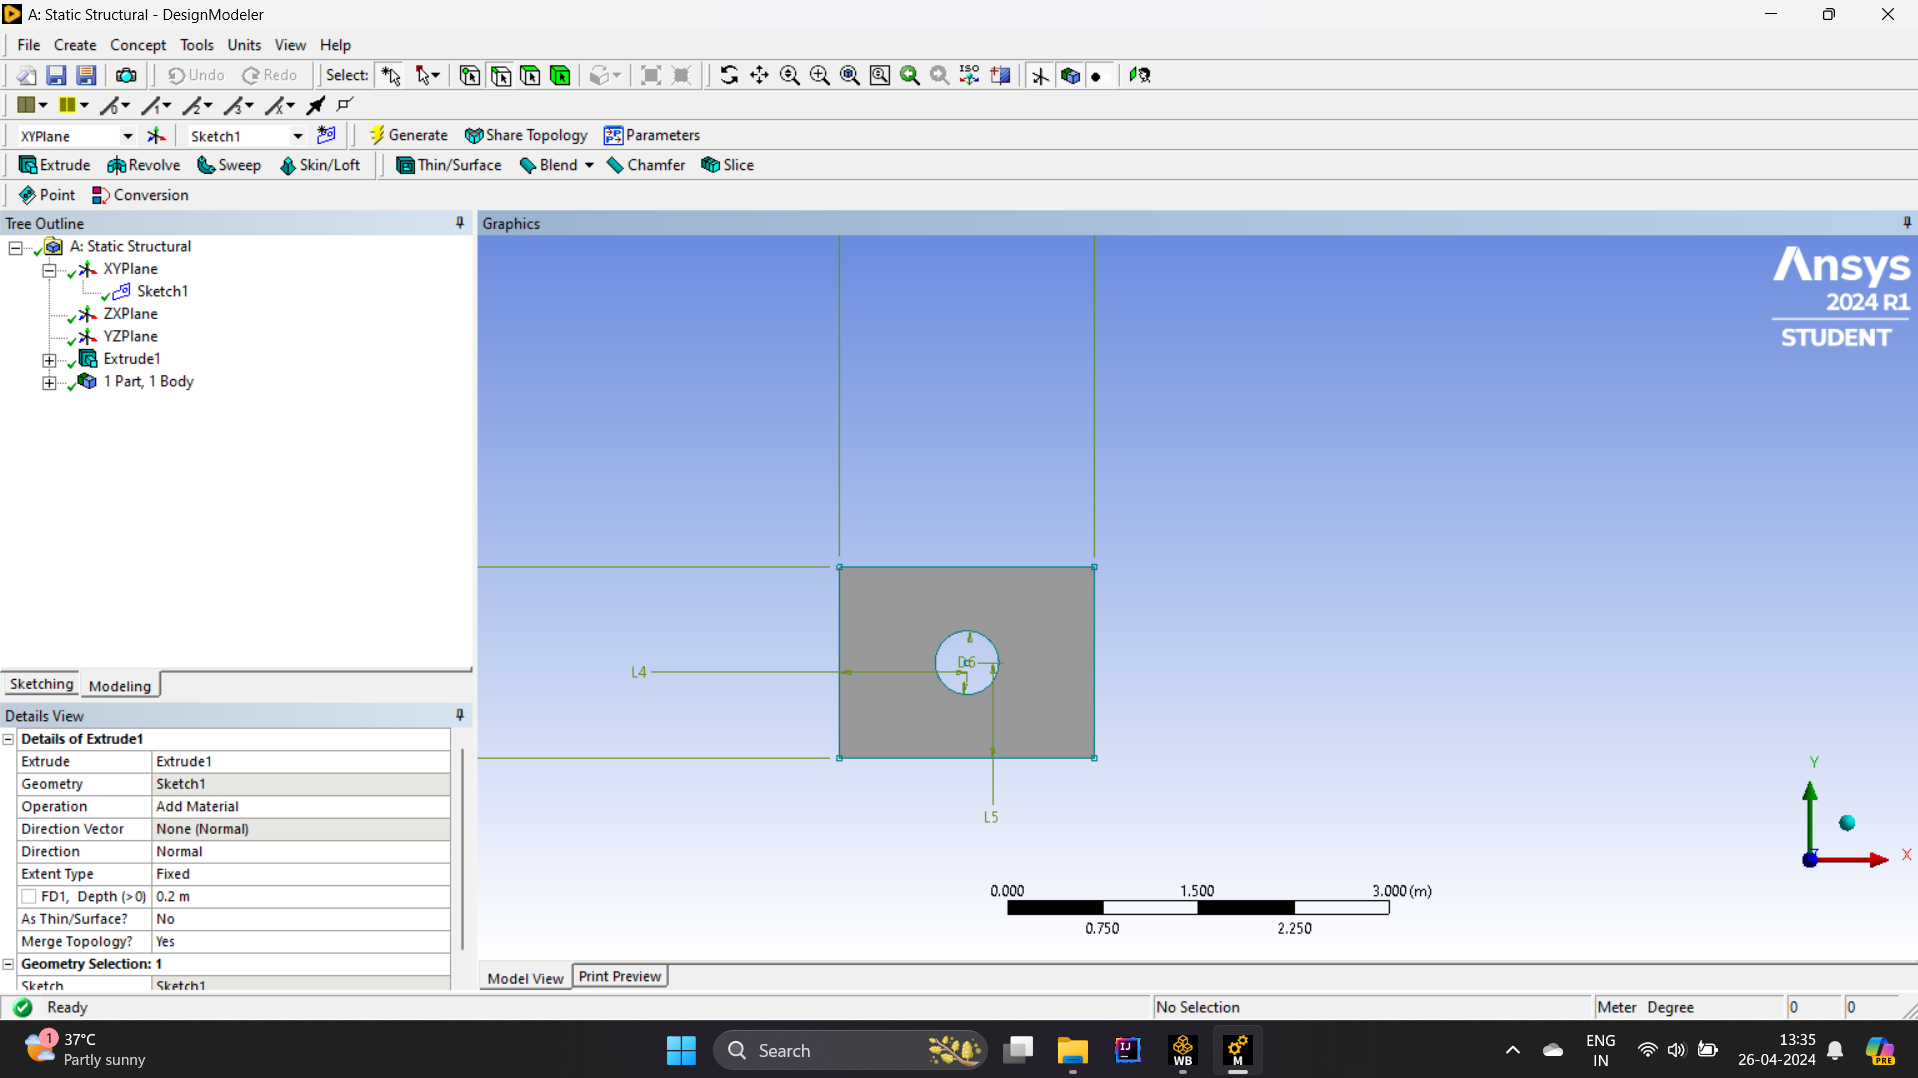 A: Static Structural - DesignModeler
File Create Concept Tools Units View Help
Undo Redo Select: ISO
XYPlane Sketch1 Generate Share Topology Parameters
Extrude Revolve Sweep Skin/Loft Thin/Surface Blend Chamfer Slice
Point Conversion
Tree Outline
A: Static Structural
XYPlane
Sketch1
ZXPlane
YZPlane
Extrude1
1 Part, 1 Body
Sketching Modeling
Details View
Details of Extrude1
Extrude Extrude1
Geometry Sketch1
Operation Add Material
Direction Vector None (Normal)
Direction Normal
Extent Type Fixed
FD1, Depth (>0) 0.2 m
As Thin/Surface? No
Merge Topology? Yes
Geometry Selection: 1
Sketch Sketch1
Graphics
Ansys
2024 R1
STUDENT
L4
D6
L5
Y
X
0.000 1.500 3.000 (m)
0.750 2.250
Model View Print Preview
Ready No Selection Meter Degree 0 0
1
37°C
Partly sunny
Search
IJ
WB
M
ENG
IN
13:35
26-04-2024
PRE